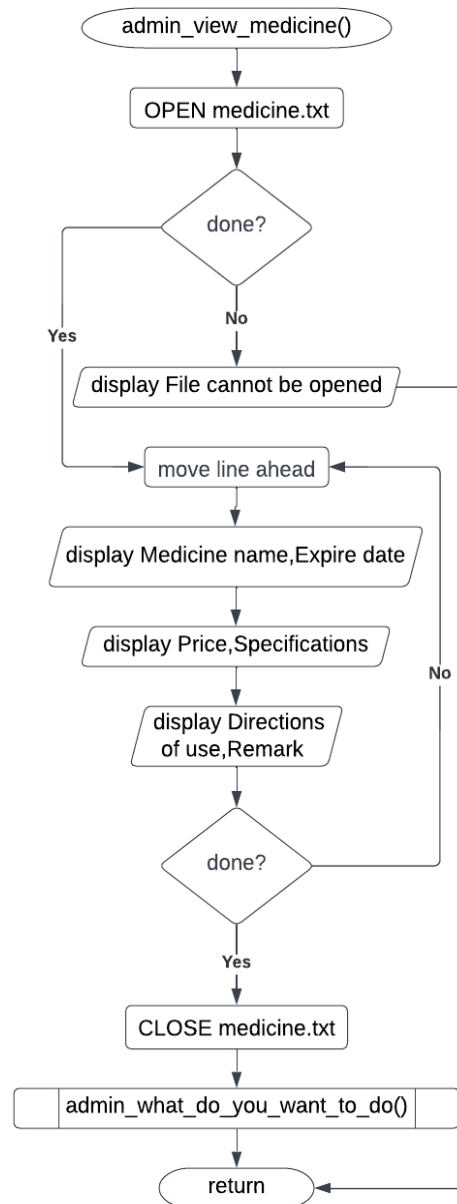 admin_view_medicine()
OPEN medicine.txt
done?
Yes
No
display File cannot be opened
move line ahead
display Medicine name,Expire date
display Price,Specifications
No
display Directions
of use,Remark
done?
Yes
CLOSE medicine.txt
admin_what_do_you_want_to_do()
return